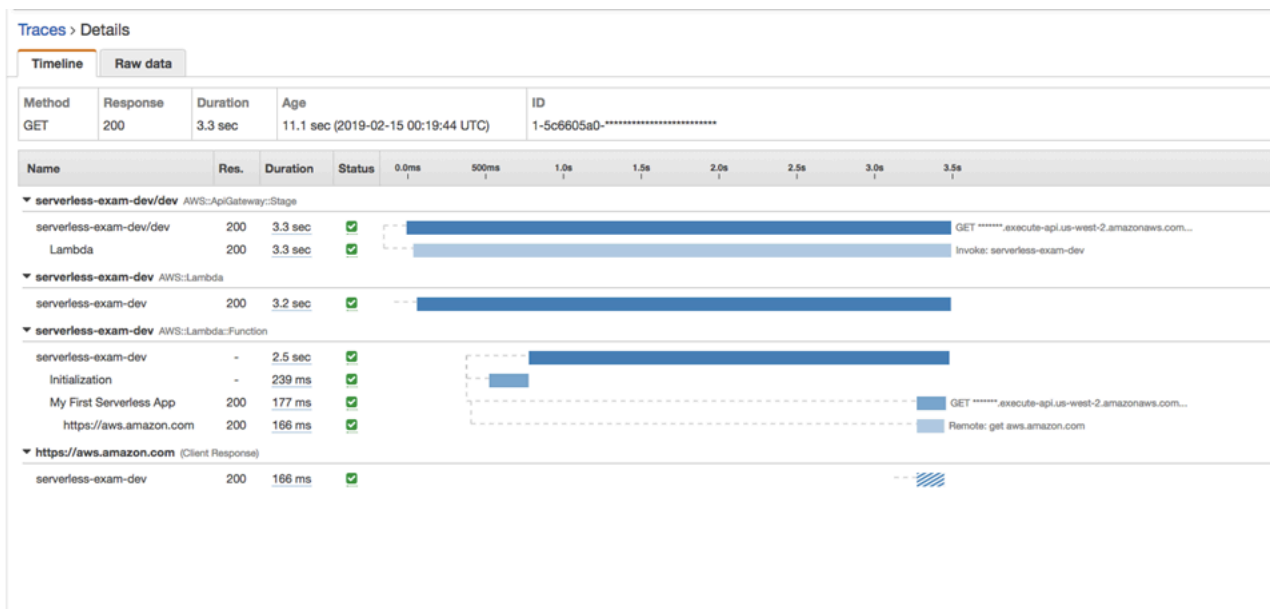 Traces > Details
Timeline Raw data
Method Response Duration Age ID
GET 200 3.3 sec 11.1 sec (2019-02-15 00:19:44 UTC) 1-5c6605a0-************************
Name Res. Duration Status 0.0ms 500ms 1.0s 1.5s 2.0s 2.5s 3.0s 3.5s
serverless-exam-dev/dev AWS::ApiGateway::Stage
serverless-exam-dev/dev 200 3.3 sec GET *******.execute-api.us-west-2.amazonaws.com...
Lambda 200 3.3 sec Invoke: serverless-exam-dev
serverless-exam-dev AWS::Lambda
serverless-exam-dev 200 3.2 sec
serverless-exam-dev AWS::Lambda::Function
serverless-exam-dev - 2.5 sec
Initialization - 239 ms
My First Serverless App 200 177 ms GET *******.execute-api.us-west-2.amazonaws.com...
https://aws.amazon.com 200 166 ms Remote: get aws.amazon.com
https://aws.amazon.com (Client Response)
serverless-exam-dev 200 166 ms